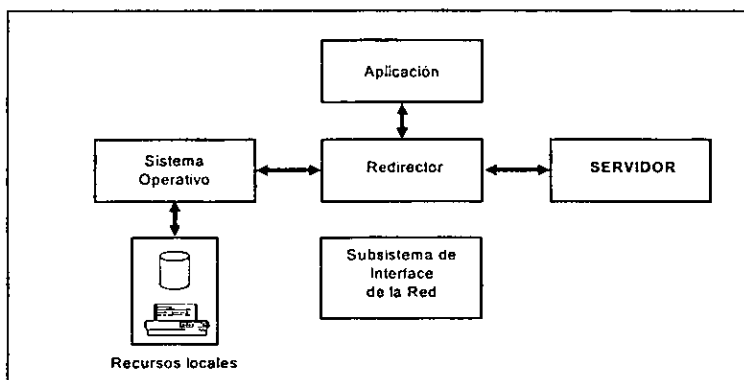 Aplicación
Sistema
Operativo
Redirector
SERVIDOR
Subsistema de
Interface
de la Red
Recursos locales